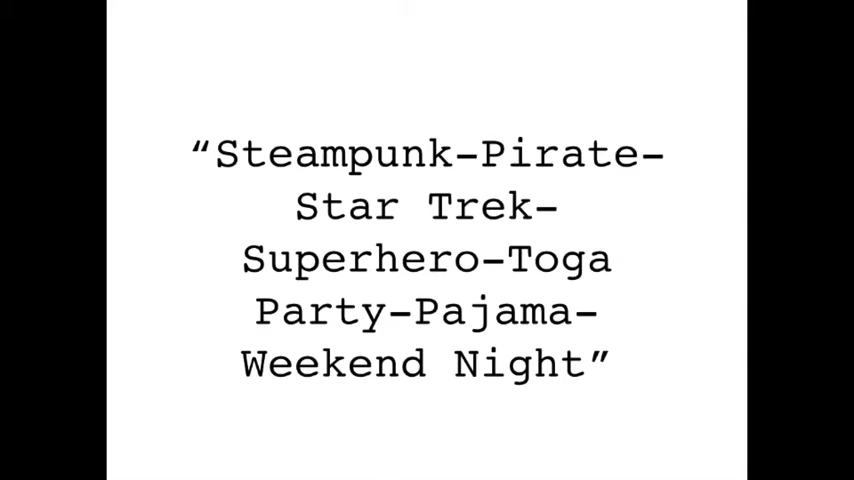 “Steampunk-Pirate-
Star Trek-
Superhero-Toga
Party-Pajama-
Weekend Night”